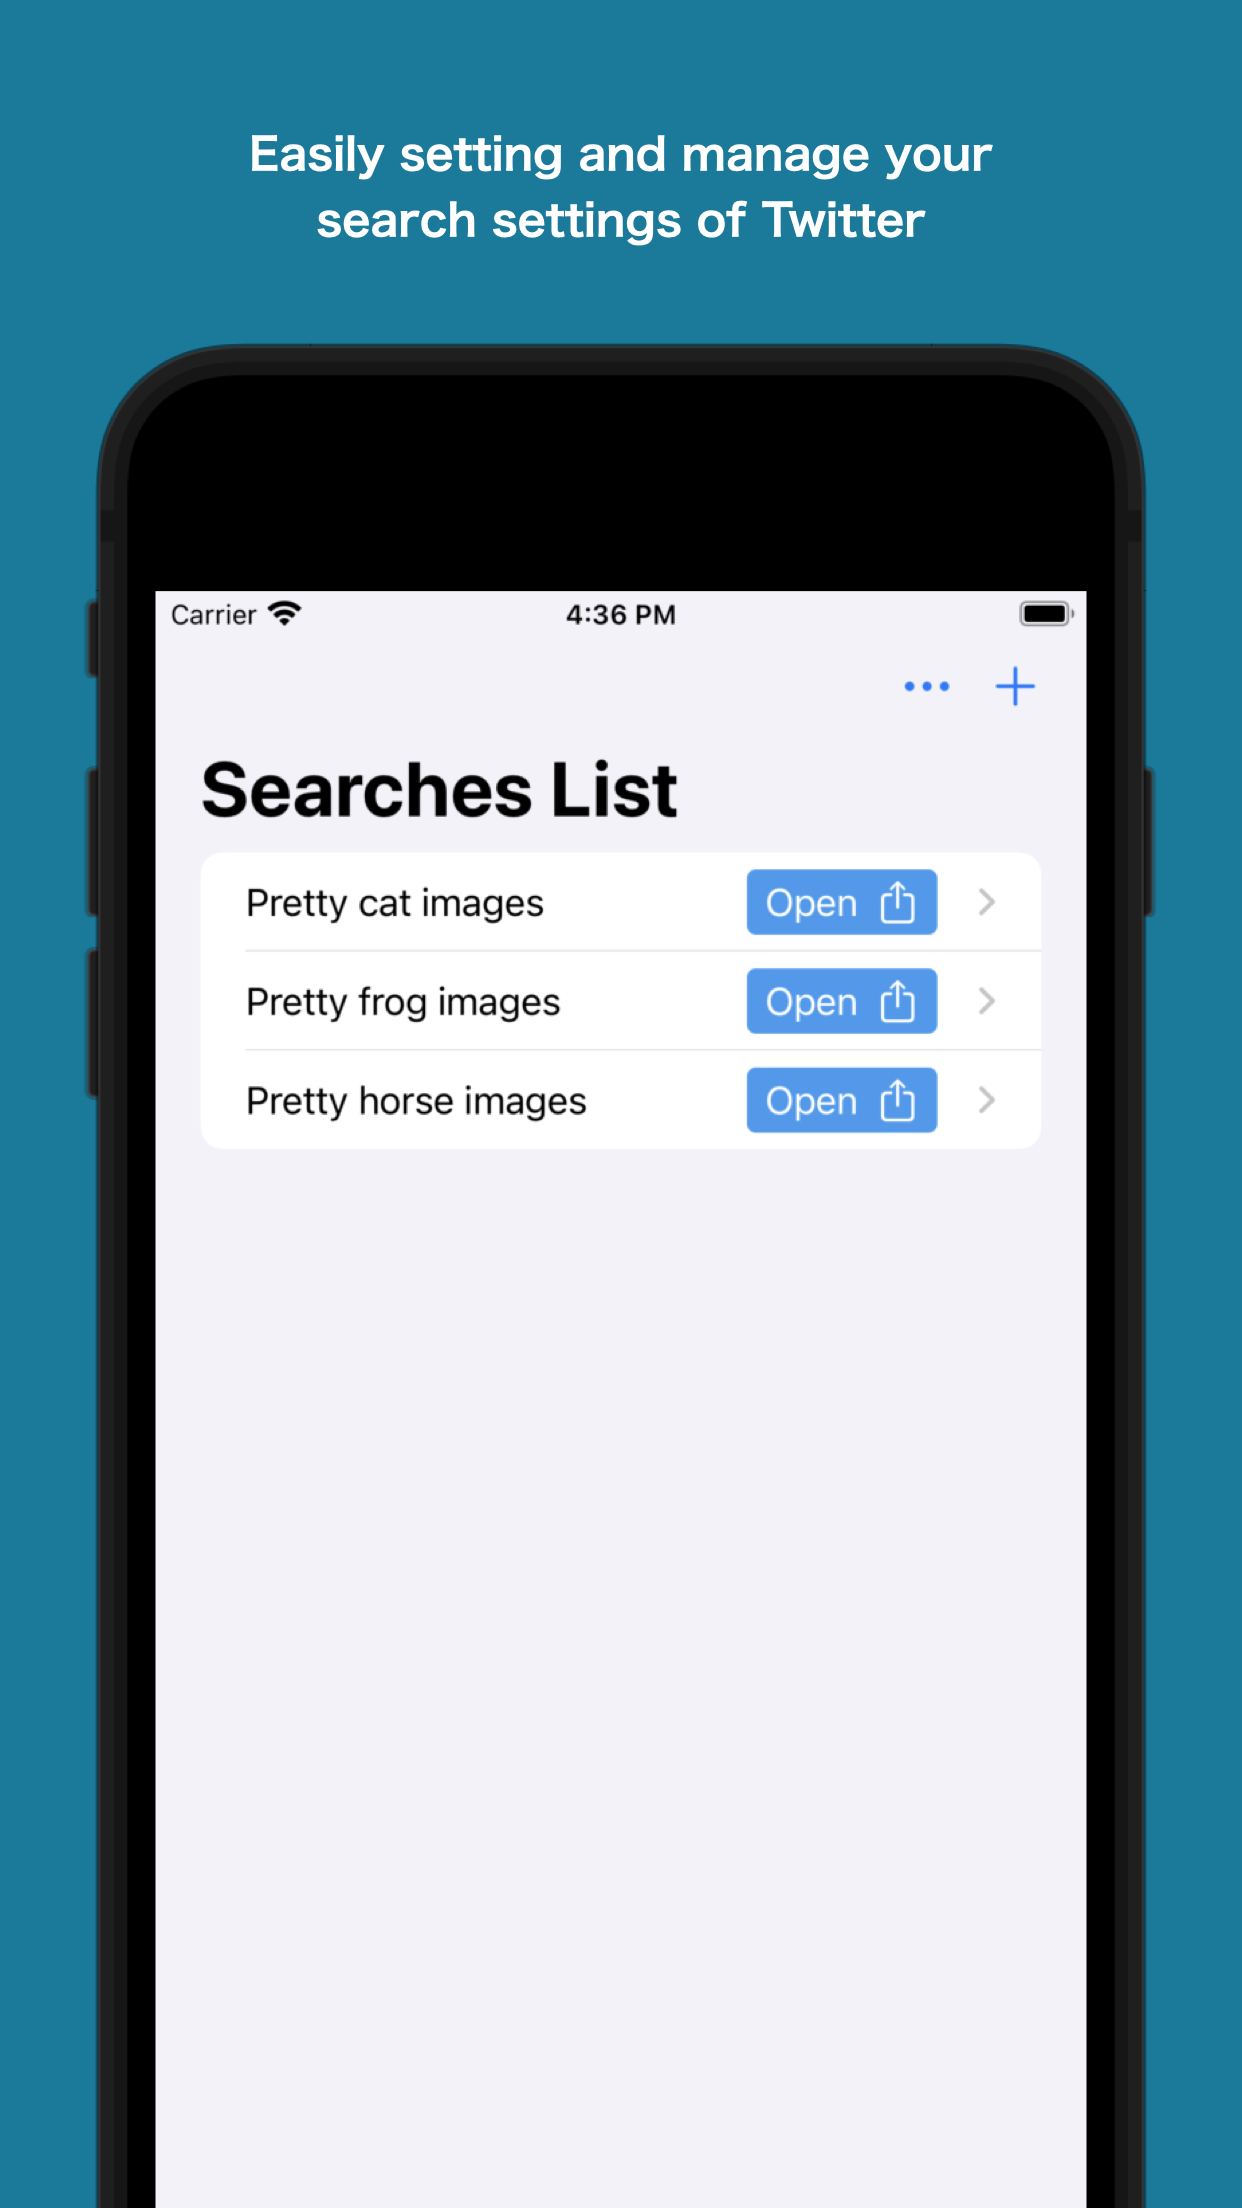 Easily setting and manage your
search settings of Twitter
Carrier 4:36 PM
Searches List
Pretty cat images Open
Pretty frog images Open
Pretty horse images Open